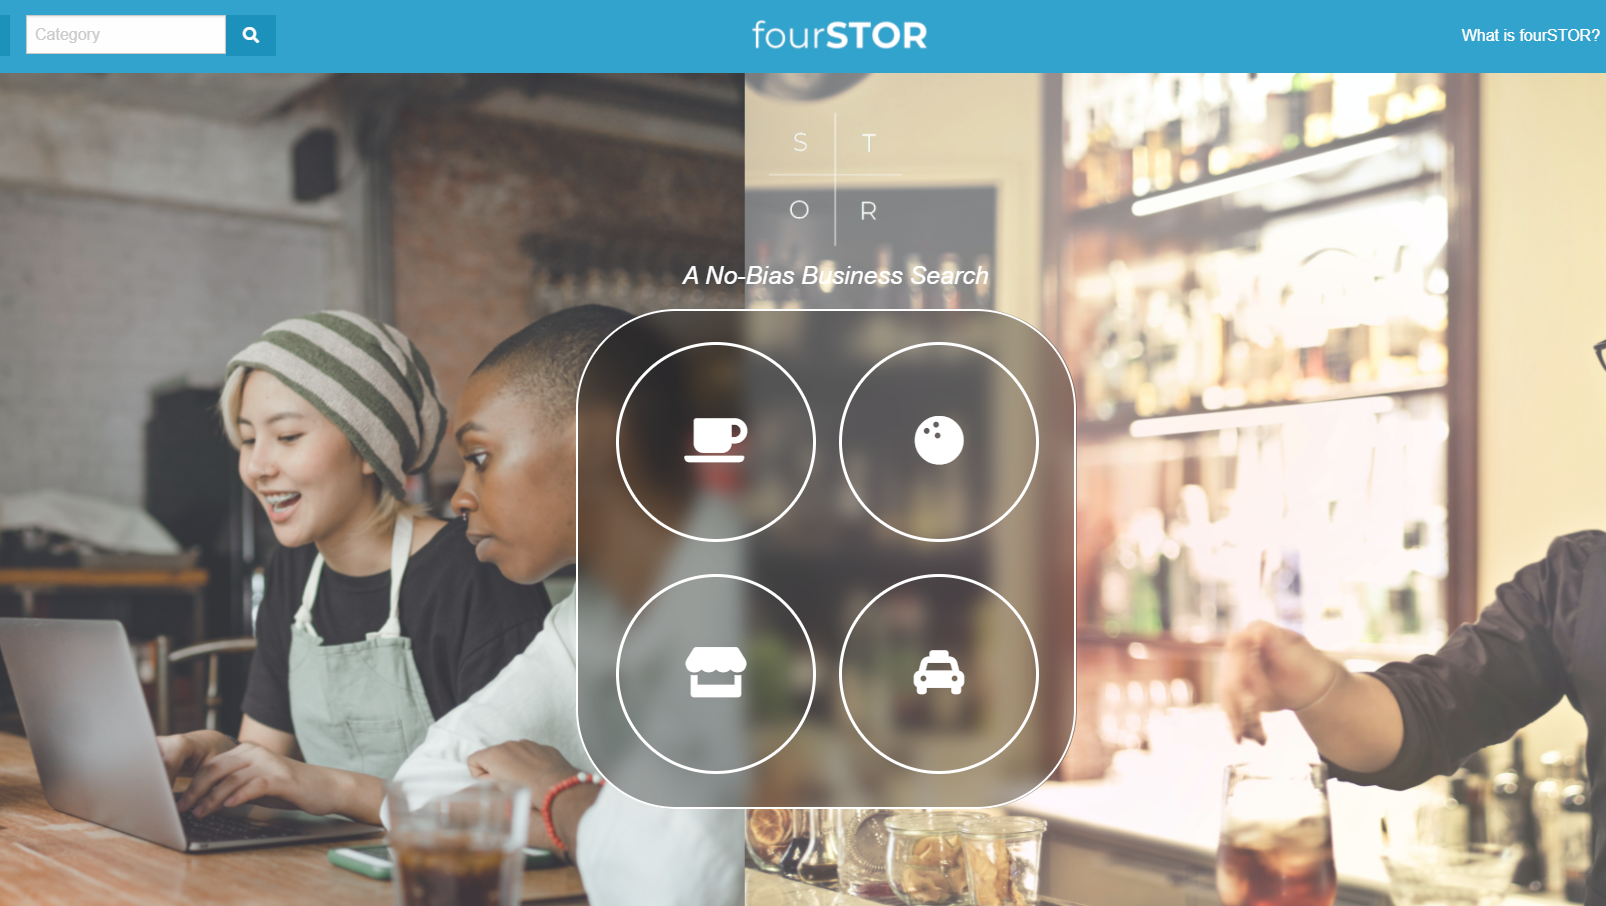 Category
fourSTOR
What is fourSTOR?
S T
O R
A No-Bias Business Search